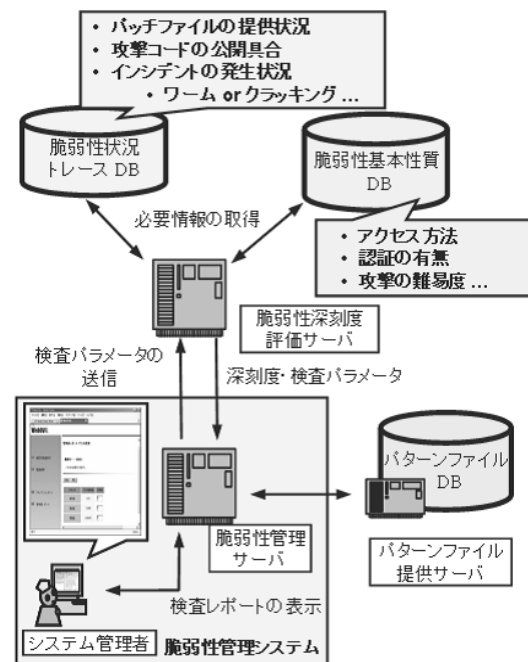 ・ パッチファイルの提供状況
・ 攻撃コードの公開具合
・ インシデントの発生状況
・ ワーム or クラッキング …
脆弱性状況
トレース DB
脆弱性基本性質
DB
必要情報の取得
・ アクセス方法
・ 認証の有無
・ 攻撃の難易度 …
脆弱性深刻度
評価サーバ
検査パラメータの
送信
深刻度・検査パラメータ
パターンファイル
DB
脆弱性管理
サーバ
パターンファイル
提供サーバ
検査レポートの表示
システム管理者
脆弱性管理システム